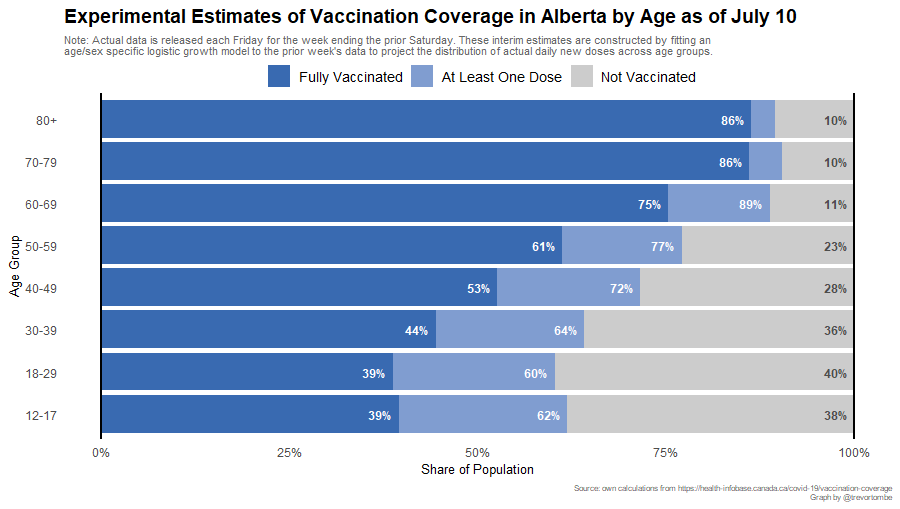 Experimental Estimates of Vaccination Coverage in Alberta by Age as of July 10
Note: Actual data is released each Friday for the week ending the prior Saturday. These interim estimates are constructed by fitting an
age/sex specific logistic growth model to the prior week's data to project the distribution of actual daily new doses across age groups.
Fully Vaccinated At Least One Dose Not Vaccinated
80+ 86% 10%
70-79 86% 10%
60-69 75% 89% 11%
50-59 61% 77% 23%
40-49 53% 72% 28%
30-39 44% 64% 36%
18-29 39% 60% 40%
12-17 39% 62% 38%
Age Group
0% 25% 50% 75% 100%
Share of Population
Source: own calculations from https://health-infobase.canada.ca/covid-19/vaccination-coverage
Graph by @trevortombe